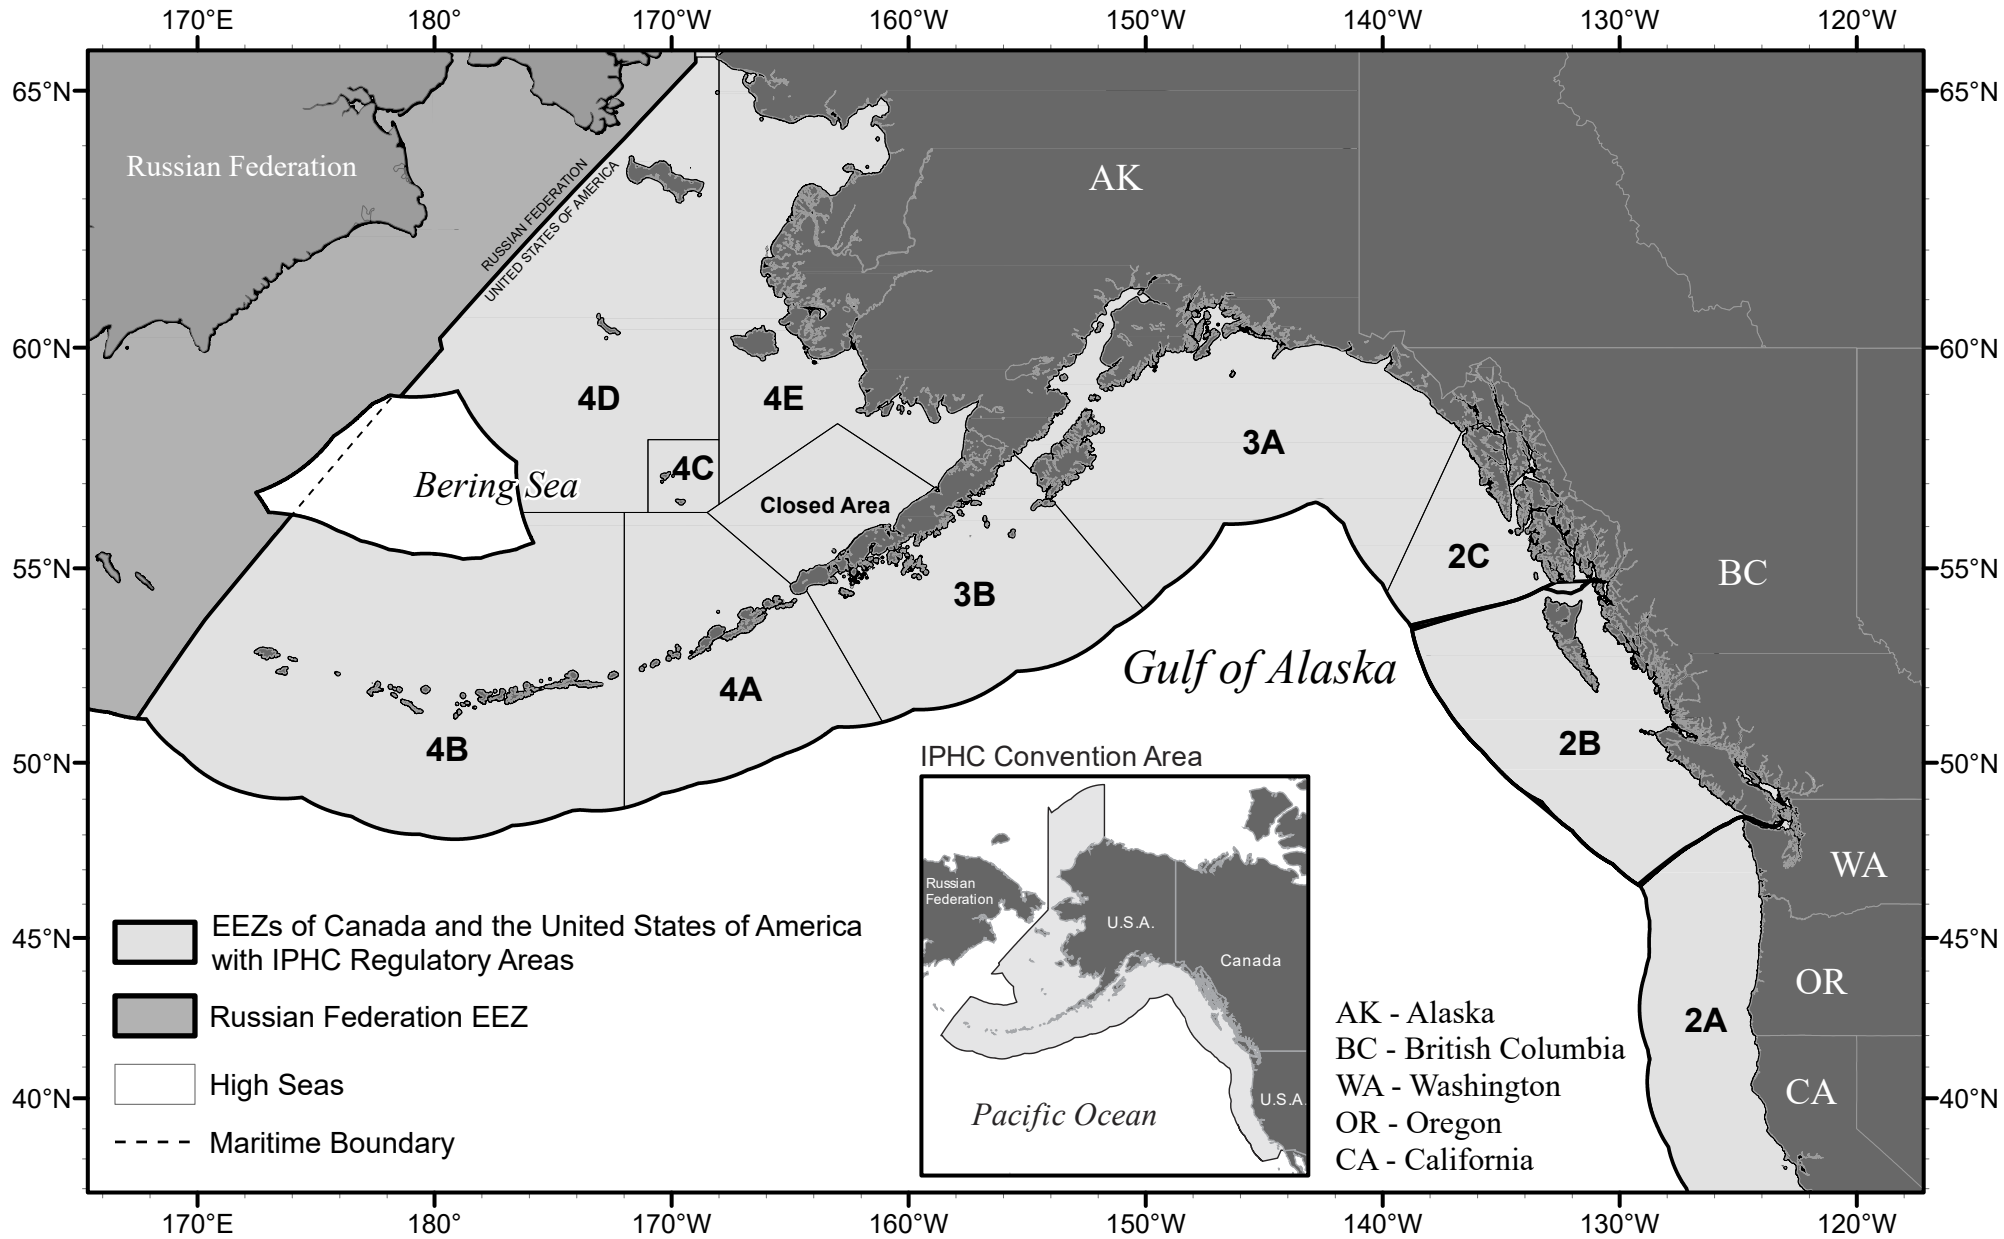 170°E 180° 170°W 160°W 150°W 140°W 130°W 120°W
65°N 65°N
Russian Federation
AK
RUSSIAN FEDERATION
UNITED STATES OF AMERICA
60°N 60°N
4D 4E
3A
4C
Bering Sea
Closed Area
2C
55°N 55°N
BC
3B
Gulf of Alaska
4A
4B
2B
50°N 50°N
IPHC Convention Area
Russian
Federation
U.S.A.
Canada
U.S.A.
Pacific Ocean
WA
EEZs of Canada and the United States of America
with IPHC Regulatory Areas
45°N 45°N
OR
Russian Federation EEZ
2A
High Seas
CA
40°N 40°N
Maritime Boundary
AK - Alaska
BC - British Columbia
WA - Washington
OR - Oregon
CA - California
170°E 180° 170°W 160°W 150°W 140°W 130°W 120°W